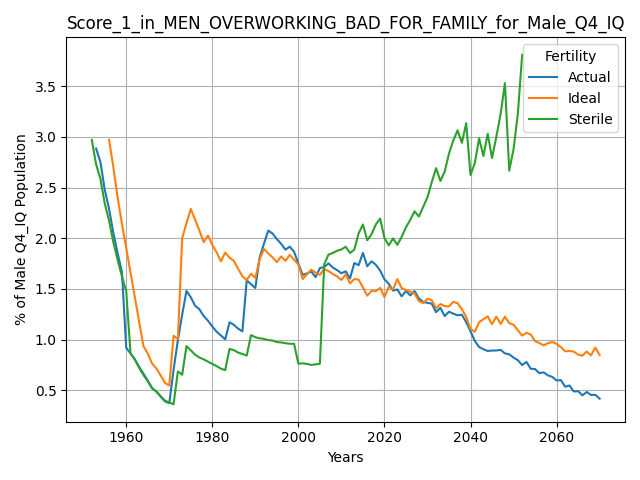 Score_1_in_MEN_OVERWORKING_BAD_FOR_FAMILY_for_Male_Q4_IQ
% of Male Q4_IQ Population
3.5
3.0
2.5
2.0
1.5
1.0
0.5
Fertility
Actual
Ideal
Sterile
1960
1980
2000
2020
2040
2060
Years